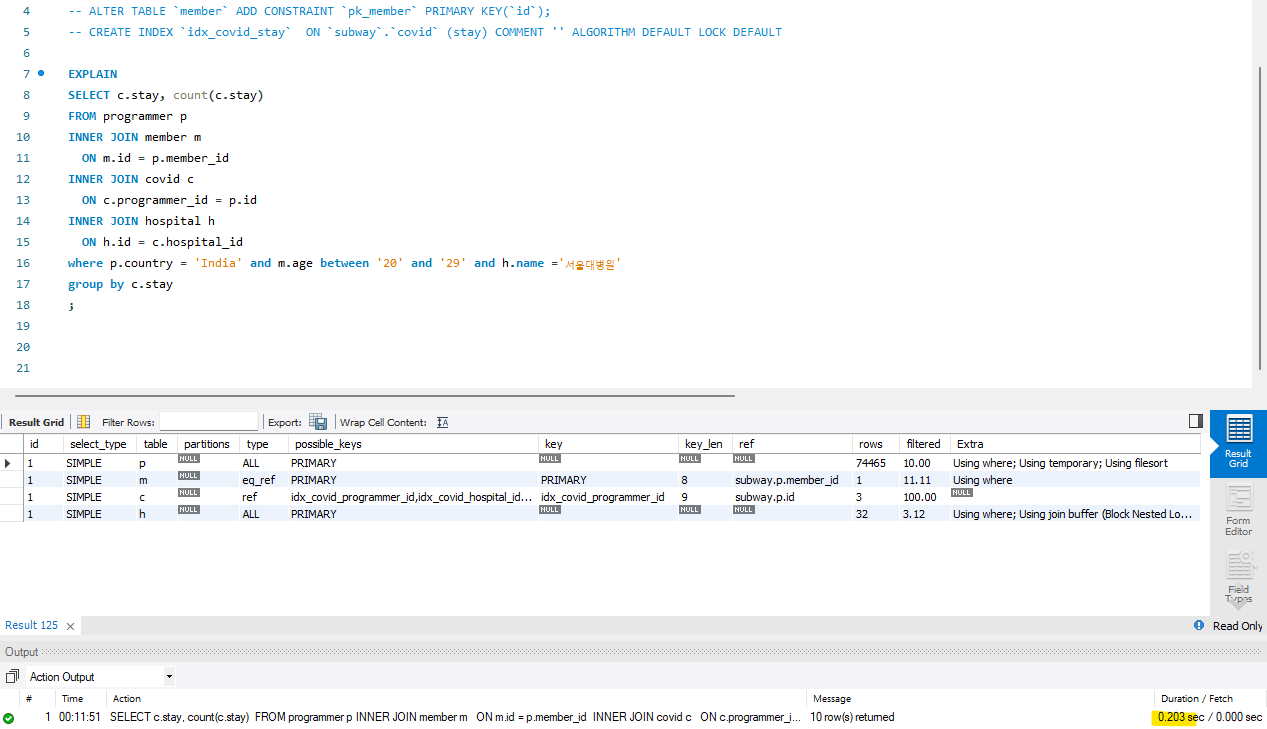 4 -- ALTER TABLE `member` ADD CONSTRAINT `pk_member` PRIMARY KEY(`id`);
5 -- CREATE INDEX `idx_covid_stay`  ON `subway`.`covid` (stay) COMMENT '' ALGORITHM DEFAULT LOCK DEFAULT
6
7 EXPLAIN
8 SELECT c.stay, count(c.stay)
9 FROM programmer p
10 INNER JOIN member m
11 ON m.id = p.member_id
12 INNER JOIN covid c
13 ON c.programmer_id = p.id
14 INNER JOIN hospital h
15 ON h.id = c.hospital_id
16 where p.country = 'India' and m.age between '20' and '29' and h.name ='서울대병원'
17 group by c.stay
18 ;
19
20
21
Result Grid Filter Rows: Export: Wrap Cell Content:
id select_type table partitions type possible_keys key key_len ref rows filtered Extra
1 SIMPLE p NULL ALL PRIMARY NULL NULL NULL 74465 10.00 Using where; Using temporary; Using filesort
1 SIMPLE m NULL eq_ref PRIMARY PRIMARY 8 subway.p.member_id 1 11.11 Using where
1 SIMPLE c NULL ref idx_covid_programmer_id,idx_covid_hospital_id... idx_covid_programmer_id 9 subway.p.id 3 100.00 NULL
1 SIMPLE h NULL ALL PRIMARY NULL NULL NULL 32 3.12 Using where; Using join buffer (Block Nested Lo...
Result
Grid
Form
Editor
Field
Types
Result 125 Read Only
Output
Action Output
# Time Action Message Duration / Fetch
1 00:11:51 SELECT c.stay, count(c.stay)  FROM programmer p INNER JOIN member m   ON m.id = p.member_id  INNER JOIN covid c   ON c.programmer_i... 10 row(s) returned 0.203 sec / 0.000 sec